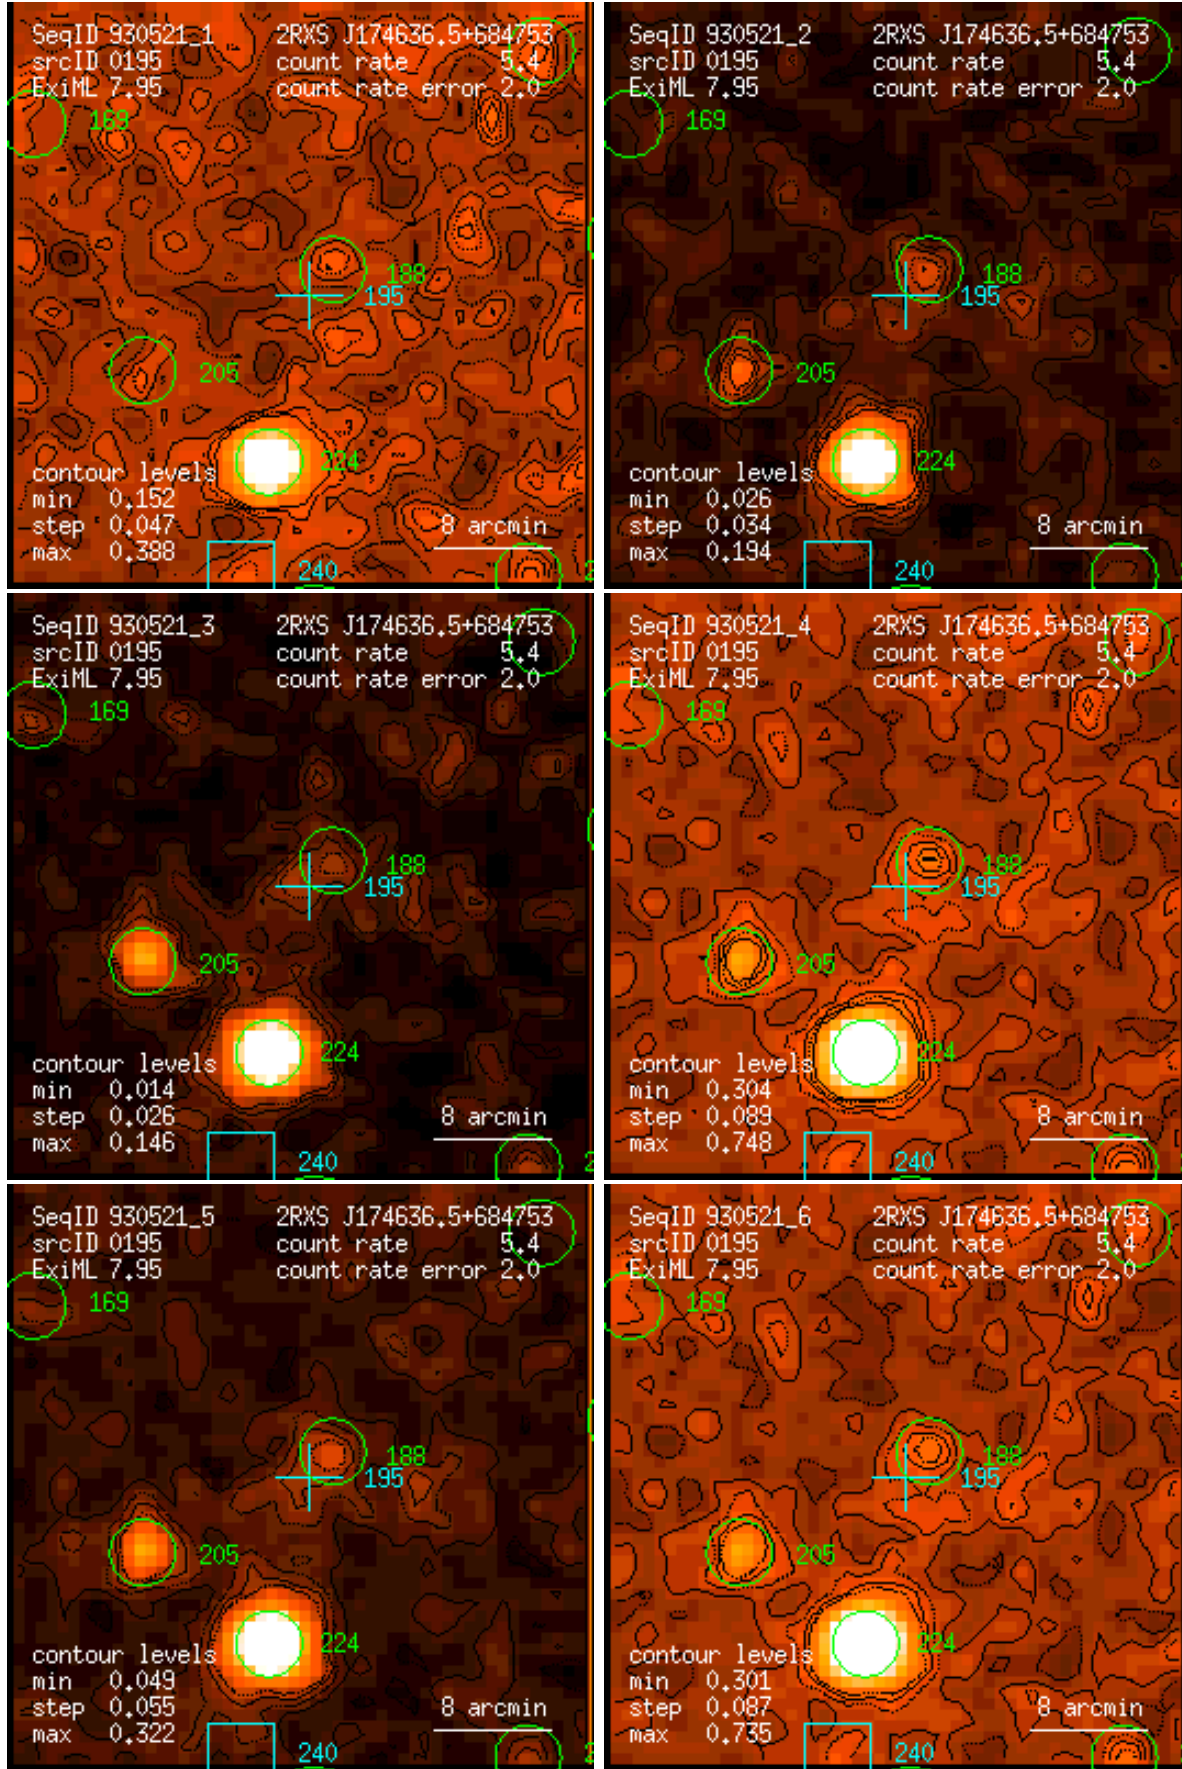 SeqID 930521_1 2RXS J174636.5+684753
srcID 0195 count rate 5.4
ExiML 7.95 count rate error 2.0
169
188
195
205
224
contour levels
min 0.152
step 0.047 8 arcmin
max 0.388
240
SeqID 930521_2 2RXS J174636.5+684753
srcID 0195 count rate 5.4
ExiML 7.95 count rate error 2.0
169
188
195
205
224
contour levels
min 0.026
step 0.034 8 arcmin
max 0.194
240
SeqID 930521_3 2RXS J174636.5+684753
srcID 0195 count rate 5.4
ExiML 7.95 count rate error 2.0
169
188
195
205
224
contour levels
min 0.014
step 0.026 8 arcmin
max 0.146
240
SeqID 930521_4 2RXS J174636.5+684753
srcID 0195 count rate 5.4
ExiML 7.95 count rate error 2.0
169
188
195
205
224
contour levels
min 0.304
step 0.089 8 arcmin
max 0.748
240
SeqID 930521_5 2RXS J174636.5+684753
srcID 0195 count rate 5.4
ExiML 7.95 count rate error 2.0
169
188
195
205
224
contour levels
min 0.049
step 0.055 8 arcmin
max 0.322
240
SeqID 930521_6 2RXS J174636.5+684753
srcID 0195 count rate 5.4
ExiML 7.95 count rate error 2.0
169
188
195
205
224
contour levels
min 0.301
step 0.087 8 arcmin
max 0.735
240